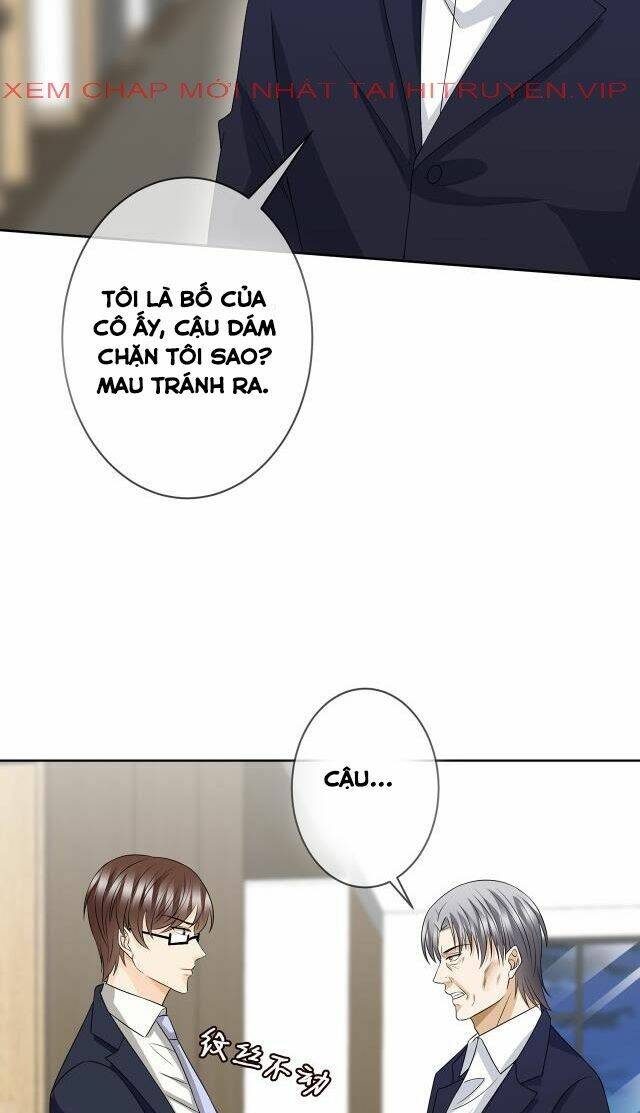 XEM CHAP MỚI NHẤT TẠI HITRUYEN.VIP
TÔI LÀ BỐ CỦA
CÔ ẤY, CẬU DÁM
CHẶN TÔI SAO?
MAU TRÁNH RA.
CẬU...
纹丝不动